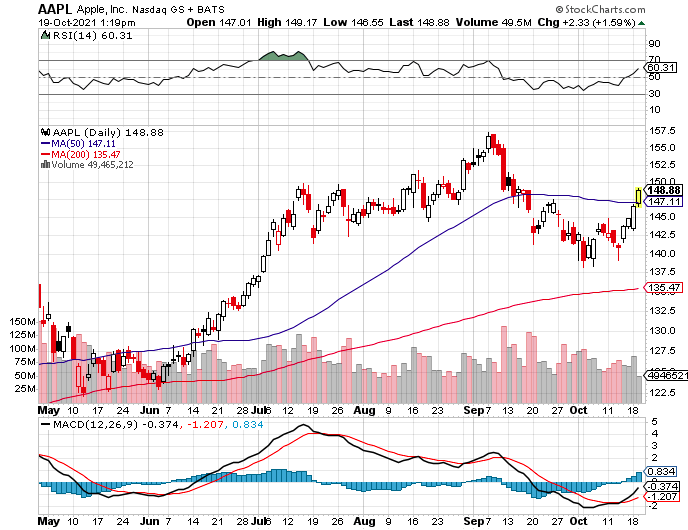 AAPL Apple, Inc. Nasdaq GS + BATS © StockCharts.com
19-Oct-2021 1:19pm Open 147.01 High 149.17 Low 146.55 Last 148.88 Volume 49.5M Chg +2.33 (+1.59%)
RSI(14) 60.31
90
70
60.31
50
30
10
AAPL (Daily) 148.88
MA(50) 147.11
MA(200) 135.47
Volume 49,465,212
157.5
155.0
152.5
150.0
148.88
147.11
145.0
142.5
140.0
137.5
135.47
132.5
130.0
127.5
125.0
122.5
150M
125M
100M
75M
50M
25M
4946521
May 10 17 24 Jun 7 14 21 28 Jul 6 12 19 26 Aug 9 16 23 Sep 7 13 20 27 Oct 11 18
MACD(12,26,9) -0.374, -1.207, 0.834
5
4
3
2
0.834
-0.374
-1.207
-2
May 10 17 24 Jun 7 14 21 28 Jul 6 12 19 26 Aug 9 16 23 Sep 7 13 20 27 Oct 11 18